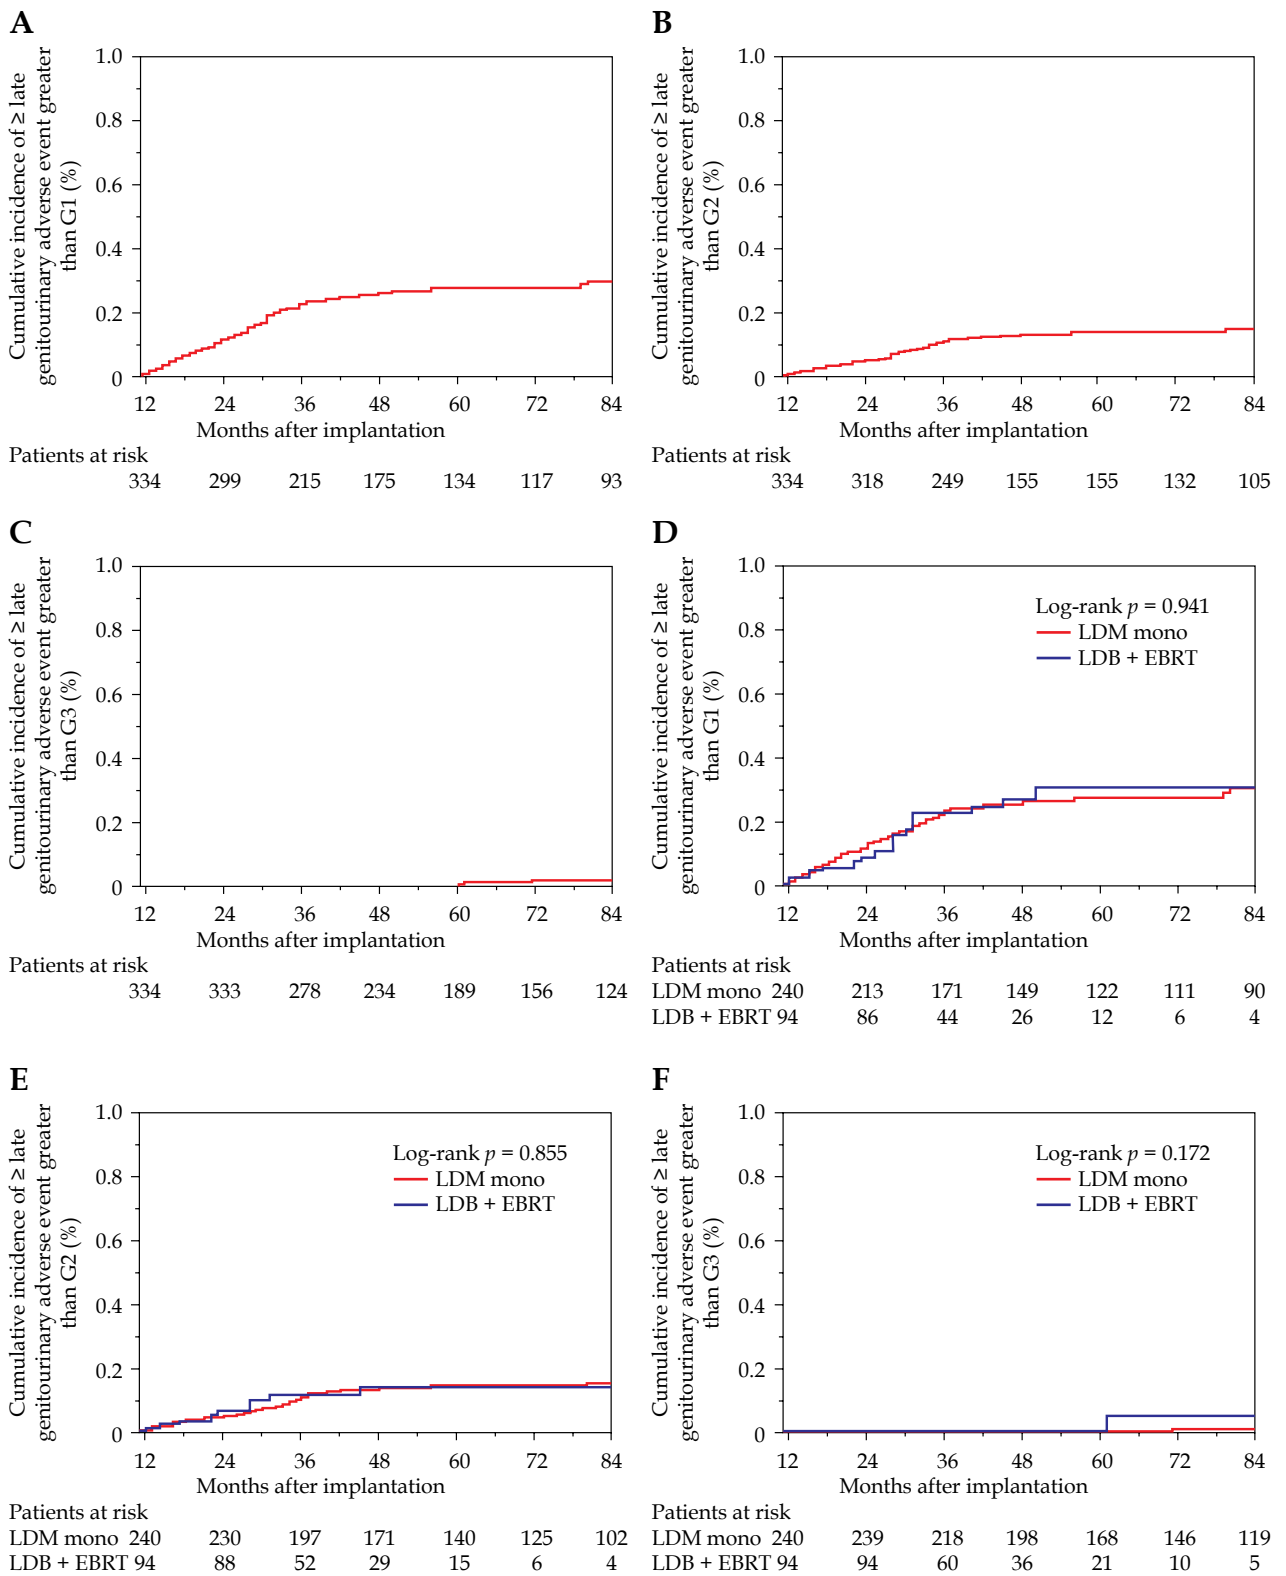 A
Cumulative incidence of ≥ late
genitourinary adverse event greater
than G1 (%)
1.0
0.8
0.6
0.4
0.2
0
12 24 36 48 60 72 84
Months after implantation
Patients at risk
334 299 215 175 134 117 93
B
Cumulative incidence of ≥ late
genitourinary adverse event greater
than G2 (%)
1.0
0.8
0.6
0.4
0.2
0
12 24 36 48 60 72 84
Months after implantation
Patients at risk
334 318 249 155 155 132 105
C
Cumulative incidence of ≥ late
genitourinary adverse event greater
than G3 (%)
1.0
0.8
0.6
0.4
0.2
0
12 24 36 48 60 72 84
Months after implantation
Patients at risk
334 333 278 234 189 156 124
D
Cumulative incidence of ≥ late
genitourinary adverse event greater
than G1 (%)
1.0
0.8
0.6
0.4
0.2
0
Log-rank p = 0.941
LDM mono
LDB + EBRT
12 24 36 48 60 72 84
Months after implantation
Patients at risk
LDM mono 240 213 171 149 122 111 90
LDB + EBRT 94 86 44 26 12 6 4
E
Cumulative incidence of ≥ late
genitourinary adverse event greater
than G2 (%)
1.0
0.8
0.6
0.4
0.2
0
Log-rank p = 0.855
LDM mono
LDB + EBRT
12 24 36 48 60 72 84
Months after implantation
Patients at risk
LDM mono 240 230 197 171 140 125 102
LDB + EBRT 94 88 52 29 15 6 4
F
Cumulative incidence of ≥ late
genitourinary adverse event greater
than G3 (%)
1.0
0.8
0.6
0.4
0.2
0
Log-rank p = 0.172
LDM mono
LDB + EBRT
12 24 36 48 60 72 84
Months after implantation
Patients at risk
LDM mono 240 239 218 198 168 146 119
LDB + EBRT 94 94 60 36 21 10 5